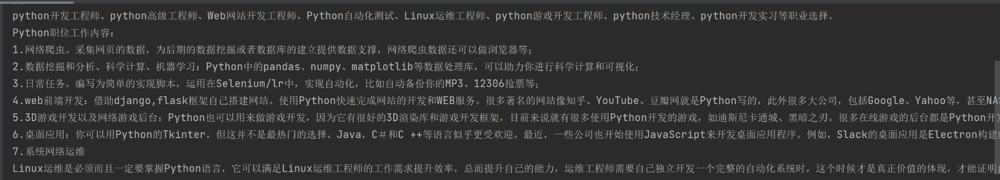 python开发工程师、python高级工程师、Web网站开发工程师、Python自动化测试、Linux运维工程师、python游戏开发工程师、python技术经理、python开发实习等职业选择。
Python职位工作内容：
1.网络爬虫。采集网页的数据，为后期的数据挖掘或者数据库的建立提供数据支撑，网络爬虫数据还可以做浏览器等；
2.数据挖掘和分析、科学计算、机器学习：Python中的pandas、numpy、matplotlib等数据处理库，可以助力你进行科学计算和可视化；
3.日常任务。编写为简单的实现脚本，运用在Selenium/lr中，实现自动化，比如自动备份你的MP3、12306抢票等；
4.web前端开发：借助django,flask框架自己搭建网站。使用Python快速完成网站的开发和WEB服务。很多著名的网站像知乎、YouTube、豆瓣网就是Python写的，此外很多大公司，包括Google、Yahoo等，甚至NAS
5.3D游戏开发以及网络游戏后台：Python也可以用来做游戏开发，因为它有很好的3D渲染库和游戏开发框架，目前来说就有很多使用Python开发的游戏，如迪斯尼卡通城、黑暗之刃。很多在线游戏的后台都是Python开
6.桌面应用：你可以用Python的Tkinter，但这并不是最热门的选择。Java，C＃和C ++等语言似乎更受欢迎。最近，一些公司也开始使用JavaScript来开发桌面应用程序。例如，Slack的桌面应用是Electron构建
7.系统网络运维
Linux运维是必须而且一定要掌握Python语言，它可以满足Linux运维工程师的工作需求提升效率，总而提升自己的能力，运维工程师需要自己独立开发一个完整的自动化系统时，这个时候才是真正价值的体现，才能证明